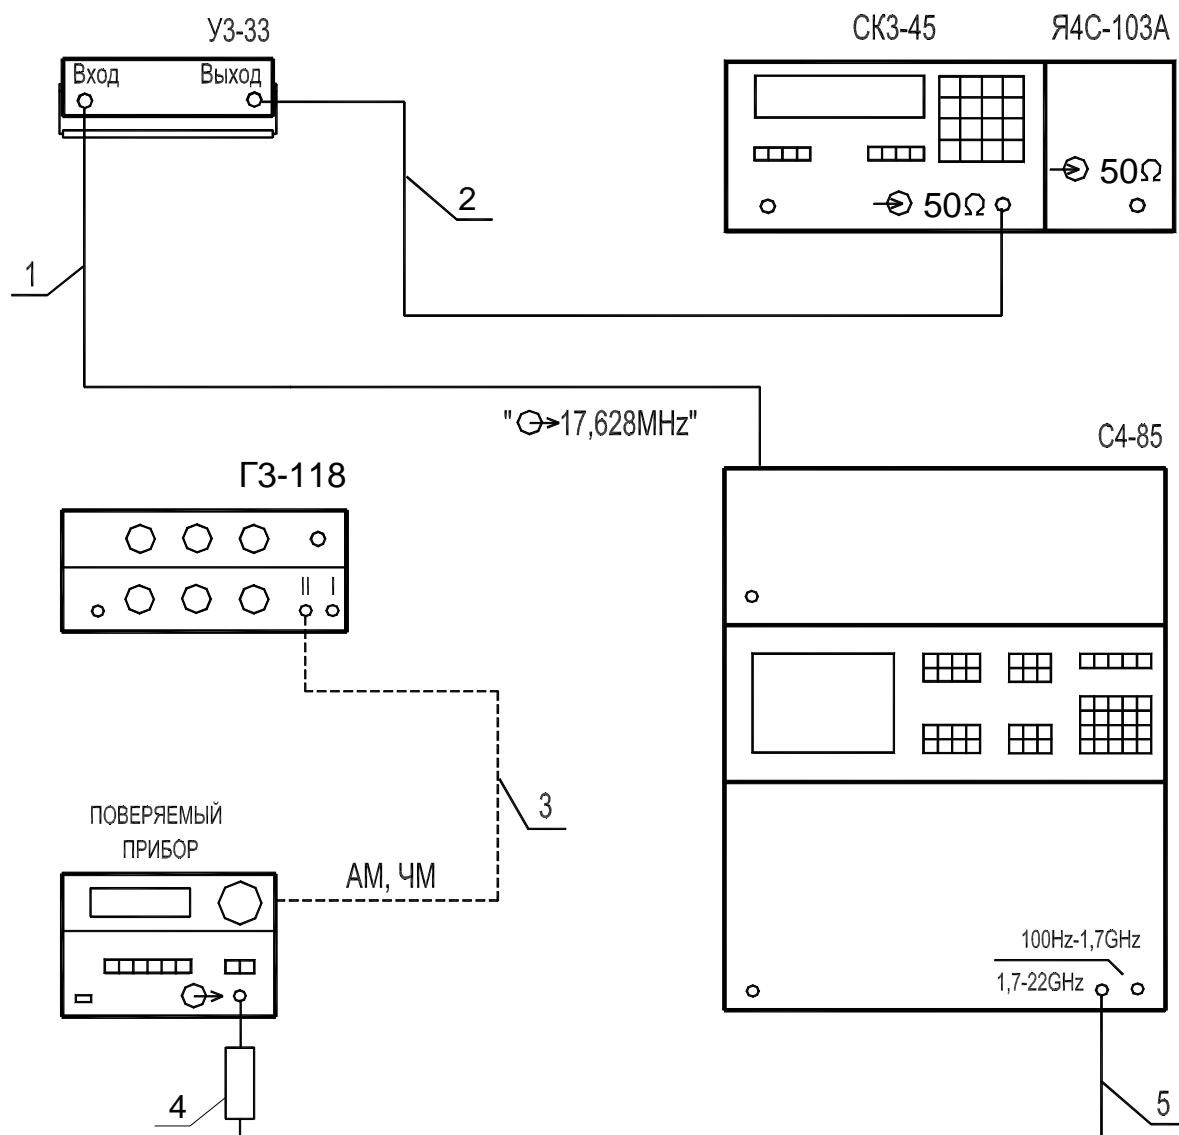 У3-33
СК3-45
Я4С-103А
Вход
Выход
50Ω
50Ω
2
1
"17,628MHz"
С4-85
Г3-118
II
I
3
ПОВЕРЯЕМЫЙ
ПРИБОР
АМ, ЧМ
100Hz-1,7GHz
1,7-22GHz
4
5